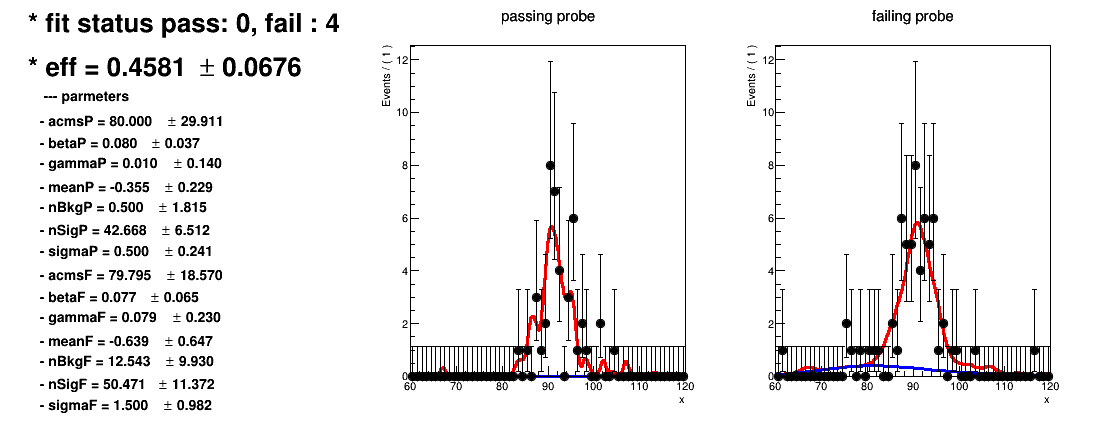 * fit status pass: 0, fail : 4
* eff = 0.4581 ± 0.0676
--- parmeters
- acmsP = 80.000 ± 29.911
- betaP = 0.080 ± 0.037
- gammaP = 0.010 ± 0.140
- meanP = -0.355 ± 0.229
- nBkgP = 0.500 ± 1.815
- nSigP = 42.668 ± 6.512
- sigmaP = 0.500 ± 0.241
- acmsF = 79.795 ± 18.570
- betaF = 0.077 ± 0.065
- gammaF = 0.079 ± 0.230
- meanF = -0.639 ± 0.647
- nBkgF = 12.543 ± 9.930
- nSigF = 50.471 ± 11.372
- sigmaF = 1.500 ± 0.982
passing probe
Events / ( 1 )
12
10
8
6
4
2
0
60 70 80 90 100 110 120
x
failing probe
Events / ( 1 )
12
10
8
6
4
2
0
60 70 80 90 100 110 120
x